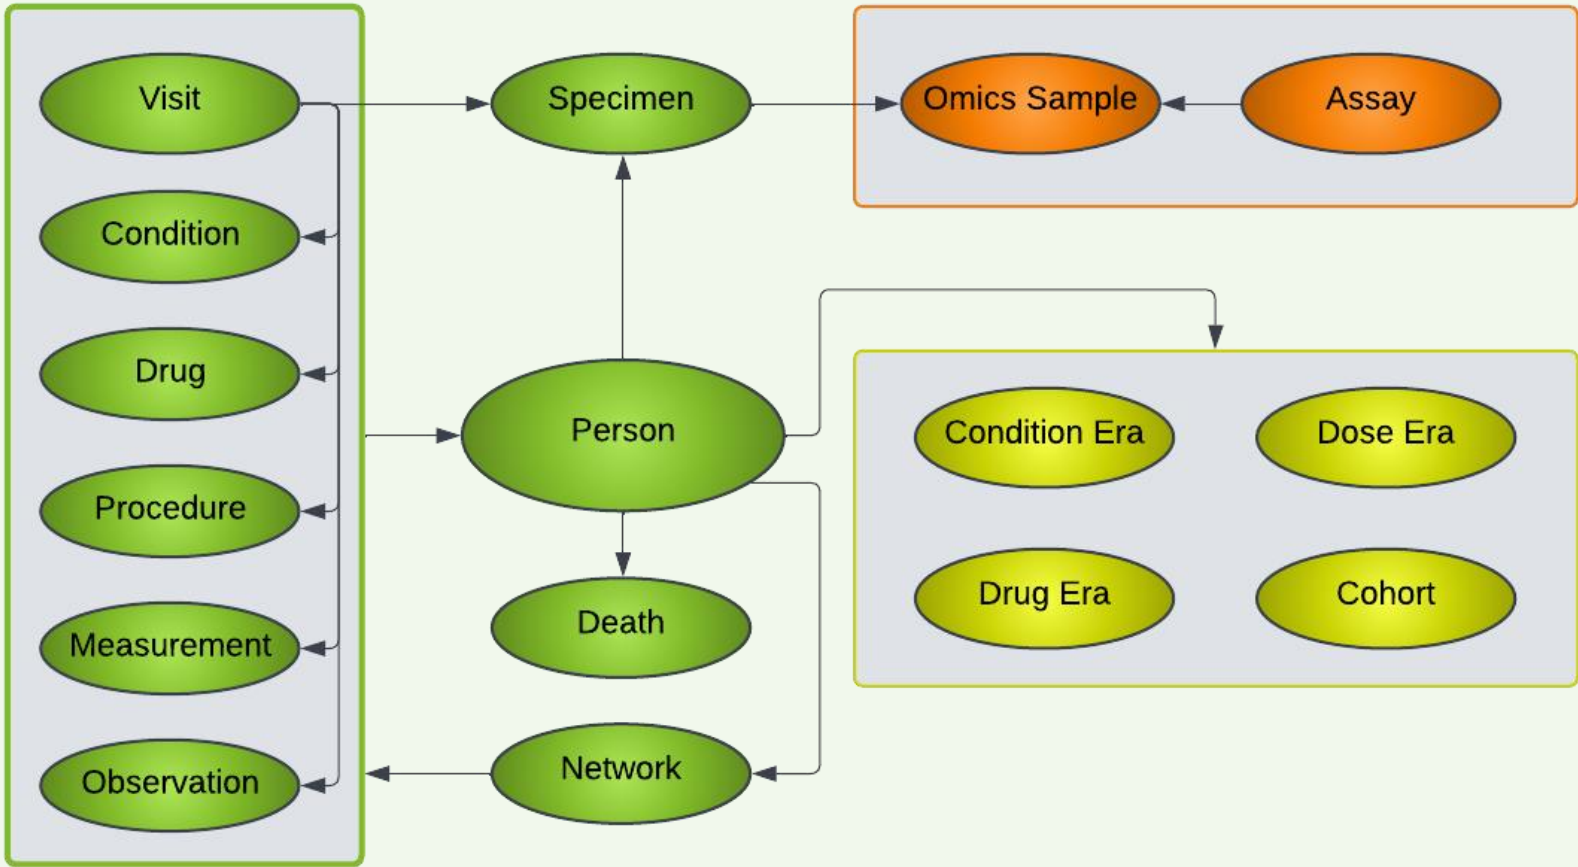 Visit
Specimen
Omics Sample
Assay
Condition
Drug
Person
Condition Era
Dose Era
Procedure
Drug Era
Cohort
Death
Measurement
Network
Observation